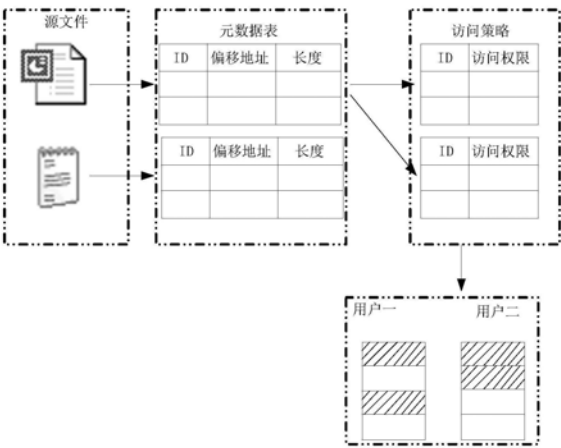 源文件
元数据表
访问策略
ID 偏移地址 长度
ID 访问权限
ID 偏移地址 长度
ID 访问权限
用户一
用户二